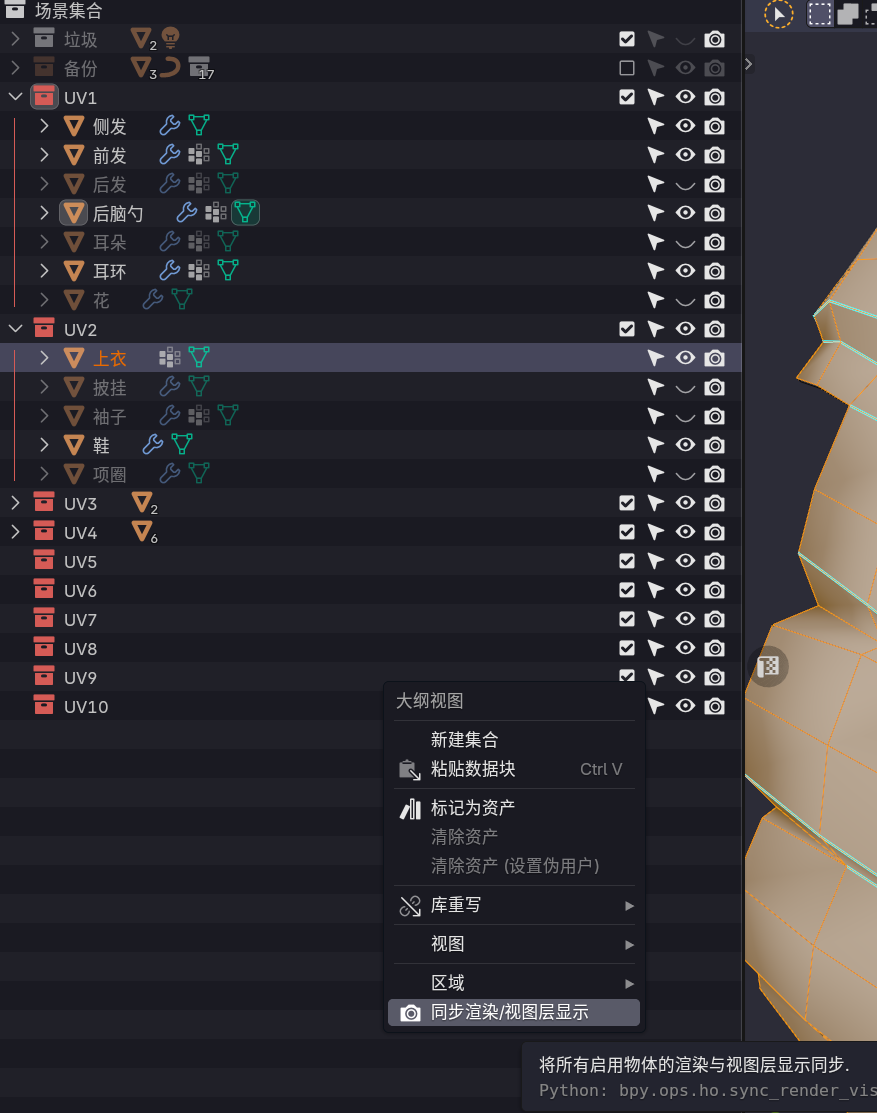 场景集合
垃圾 2
备份 3 17
UV1
侧发
前发
后发
后脑勺
耳朵
耳环
花
UV2
上衣
披挂
袖子
鞋
项圈
UV3 2
UV4 6
UV5
UV6
UV7
UV8
UV9
UV10
大纲视图
新建集合
粘贴数据块 Ctrl V
标记为资产
清除资产
清除资产 (设置伪用户)
库重写
视图
区域
同步渲染/视图层显示
将所有启用物体的渲染与视图层显示同步.
Python: bpy.ops.ho.sync_render_vis